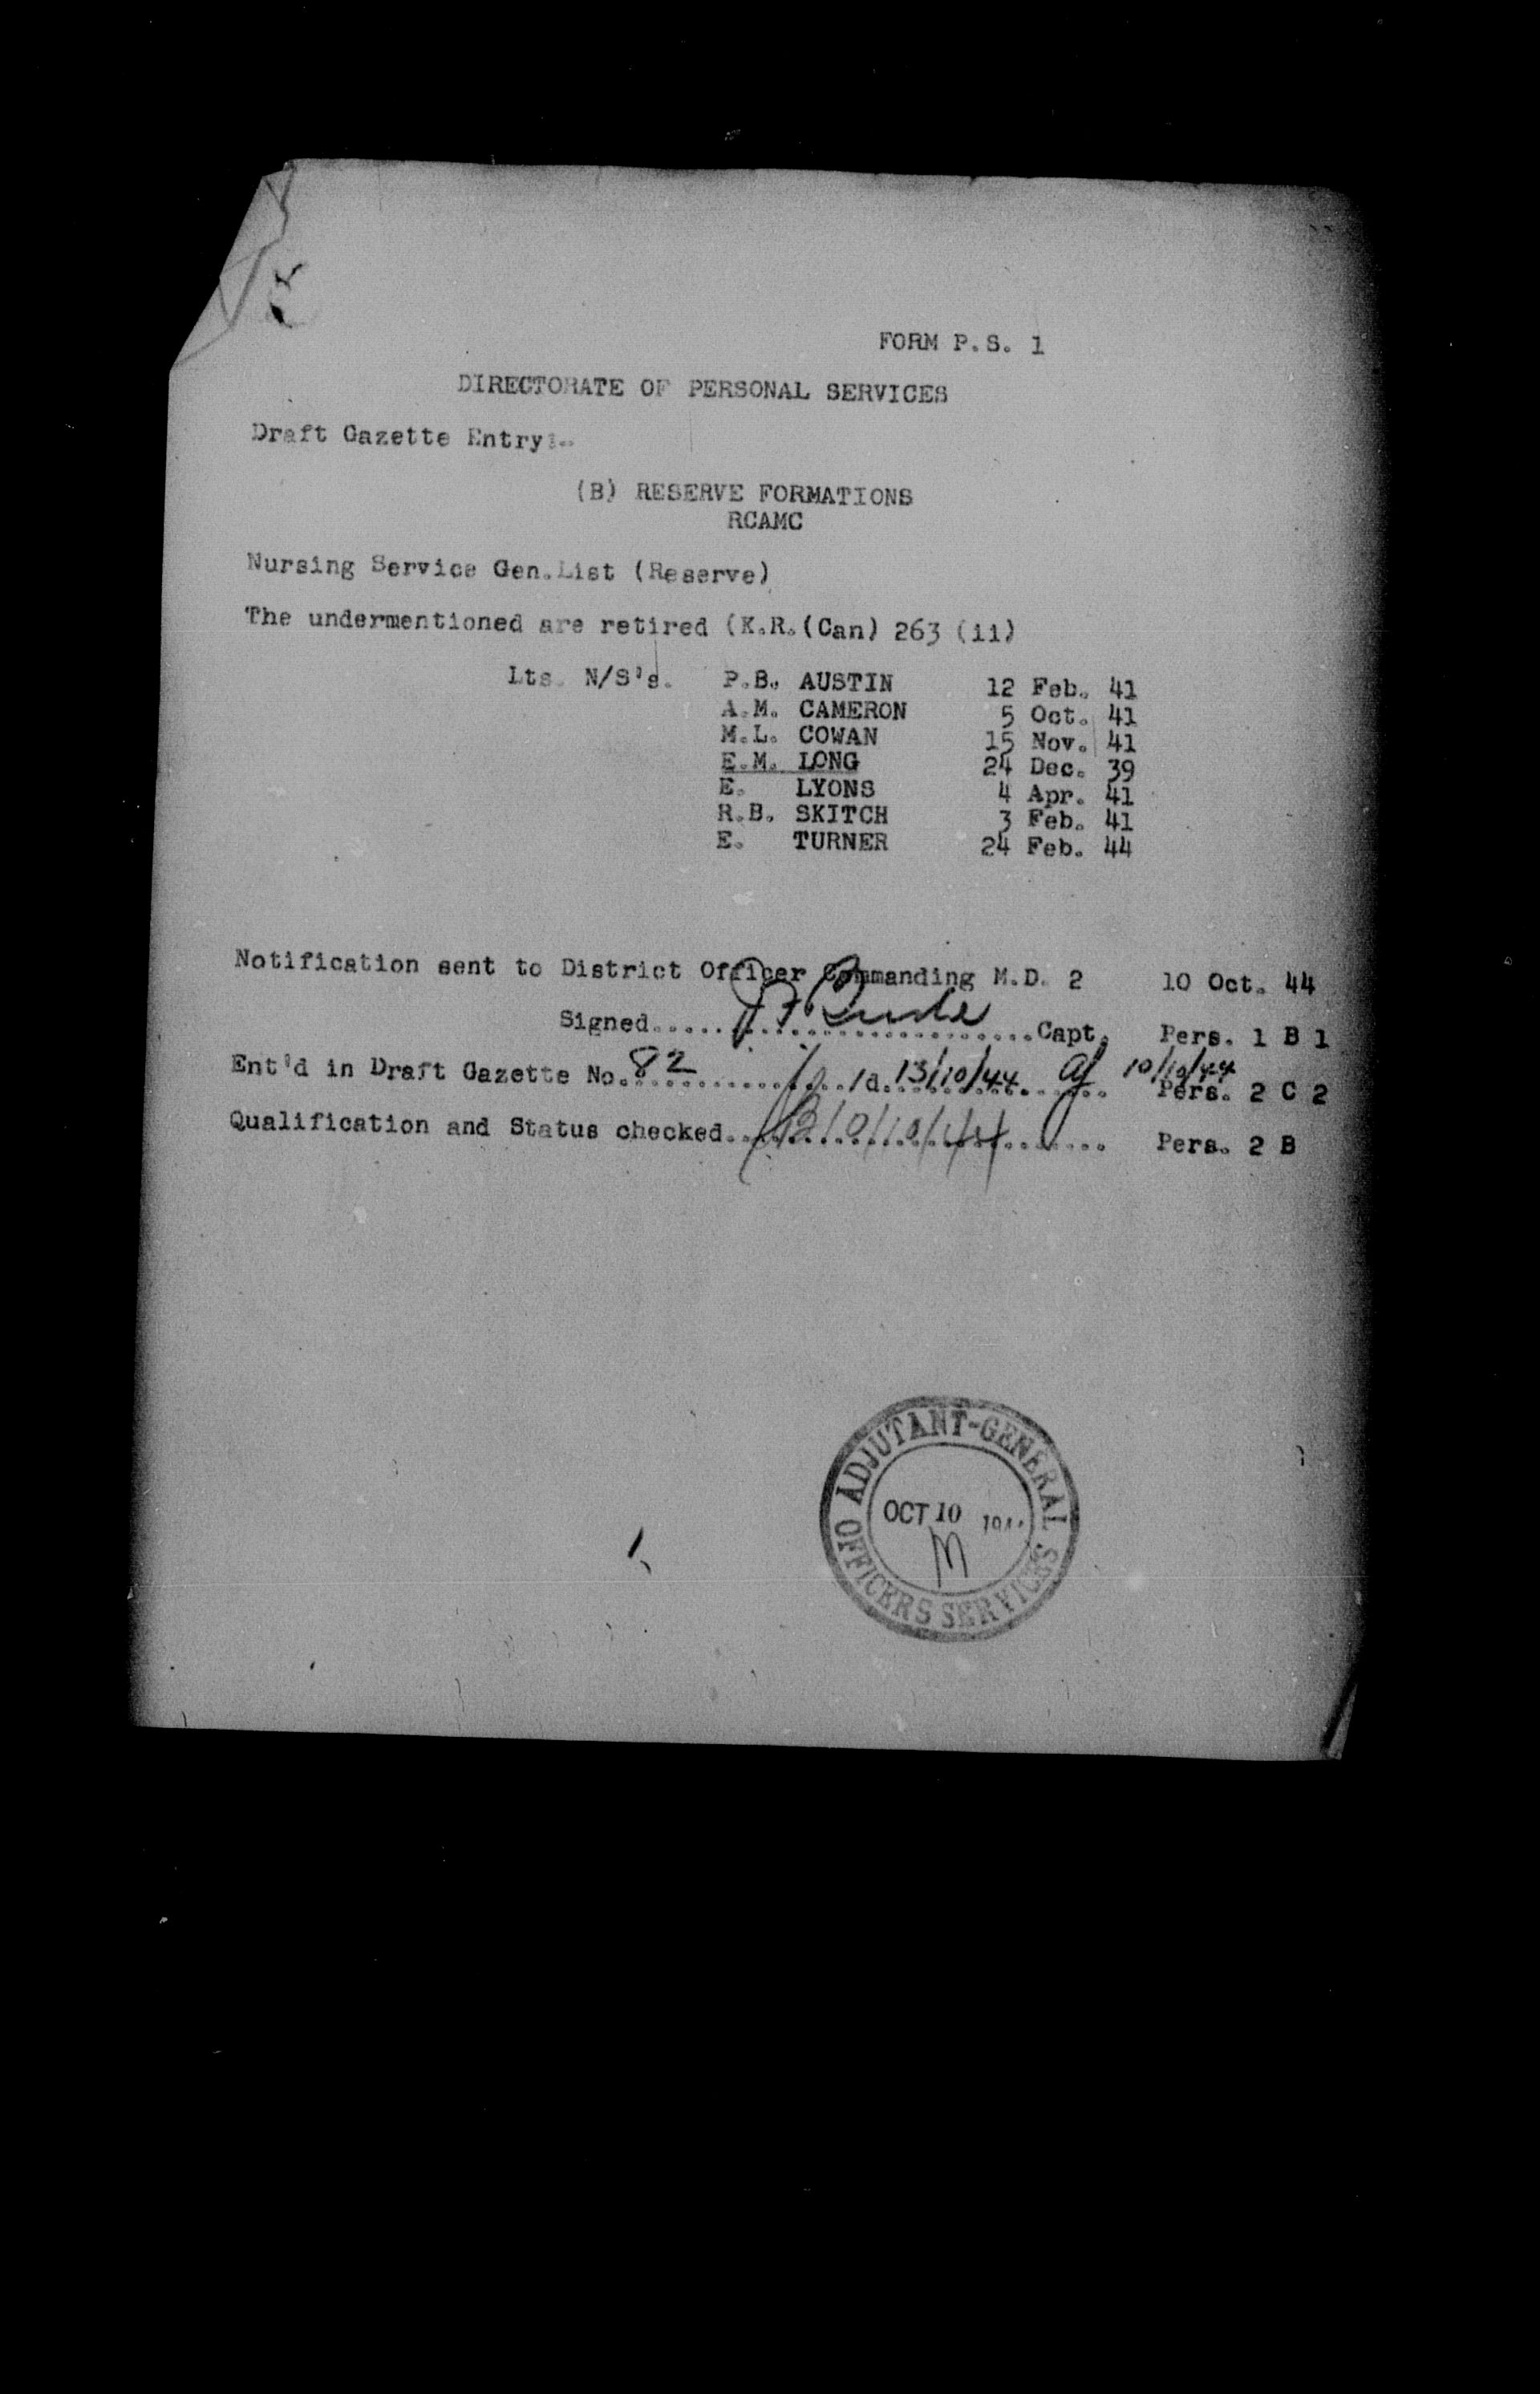 FORM P.S. 1
DIRECTORATE OF PERSONAL SERVICES
Draft Gazette Entry:-
(B) RESERVE FORMATIONS
RCAMC
Nursing Service Gen.List (Reserve)
The undermentioned are retired (K.R.(Can) 263 (ii)
Lts. N/S's. P.B. AUSTIN 12 Feb. 41
A.M. CAMERON 5 Oct. 41
M.L. COWAN 15 Nov. 41
E.M. LONG 24 Dec. 39
E. LYONS 4 Apr. 41
R.B. SKITCH 3 Feb. 41
E. TURNER 24 Feb. 44
Notification sent to District Officer Commanding M.D. 2 10 Oct. 44
Signed..................................Capt. Pers. 1 B 1
Ent'd in Draft Gazette No. 82 ........../d. 13/10/44 10/10/44 Pers. 2 C 2
Qualification and Status checked.................... Pers. 2 B
ADJUTANT-GENERAL
OCT 10
OFFICERS SERVICES